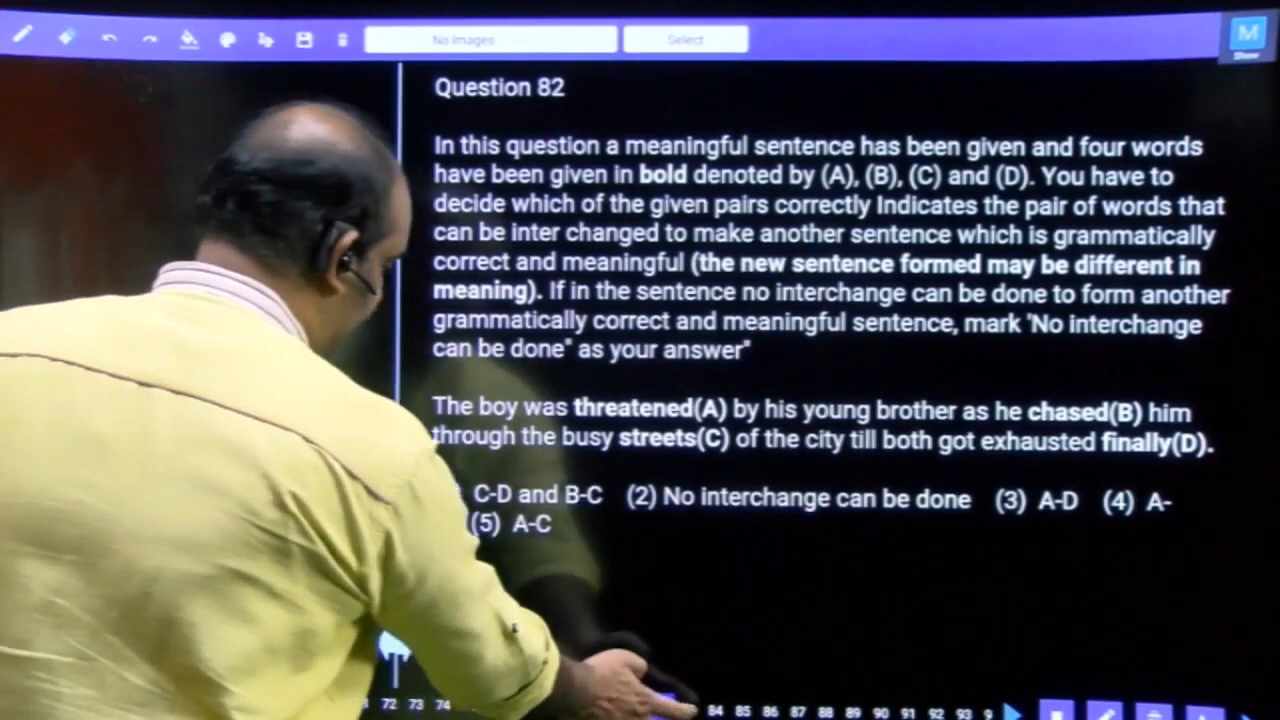 No Images
Select
M
Show
Question 82
In this question a meaningful sentence has been given and four words
have been given in bold denoted by (A), (B), (C) and (D). You have to
decide which of the given pairs correctly Indicates the pair of words that
can be inter changed to make another sentence which is grammatically
correct and meaningful (the new sentence formed may be different in
meaning). If in the sentence no interchange can be done to form another
grammatically correct and meaningful sentence, mark 'No interchange
can be done" as your answer"
The boy was threatened(A) by his young brother as he chased(B) him
through the busy streets(C) of the city till both got exhausted finally(D).
C-D and B-C (2) No interchange can be done (3) A-D (4) A-
(5) A-C
72 73 74 84 85 86 87 88 89 90 91 92 93 9